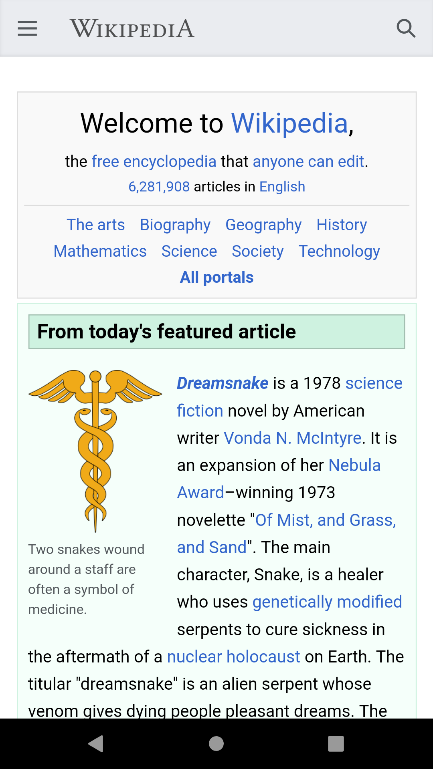 WIKIPEDIA
Welcome to Wikipedia,
the free encyclopedia that anyone can edit.
6,281,908 articles in English
The arts Biography Geography History
Mathematics Science Society Technology
All portals
From today's featured article
Dreamsnake is a 1978 science
fiction novel by American
writer Vonda N. McIntyre. It is
an expansion of her Nebula
Award–winning 1973
novelette "Of Mist, and Grass,
and Sand". The main
character, Snake, is a healer
who uses genetically modified
serpents to cure sickness in
Two snakes wound
around a staff are
often a symbol of
medicine.
the aftermath of a nuclear holocaust on Earth. The
titular "dreamsnake" is an alien serpent whose
venom gives dying people pleasant dreams. The